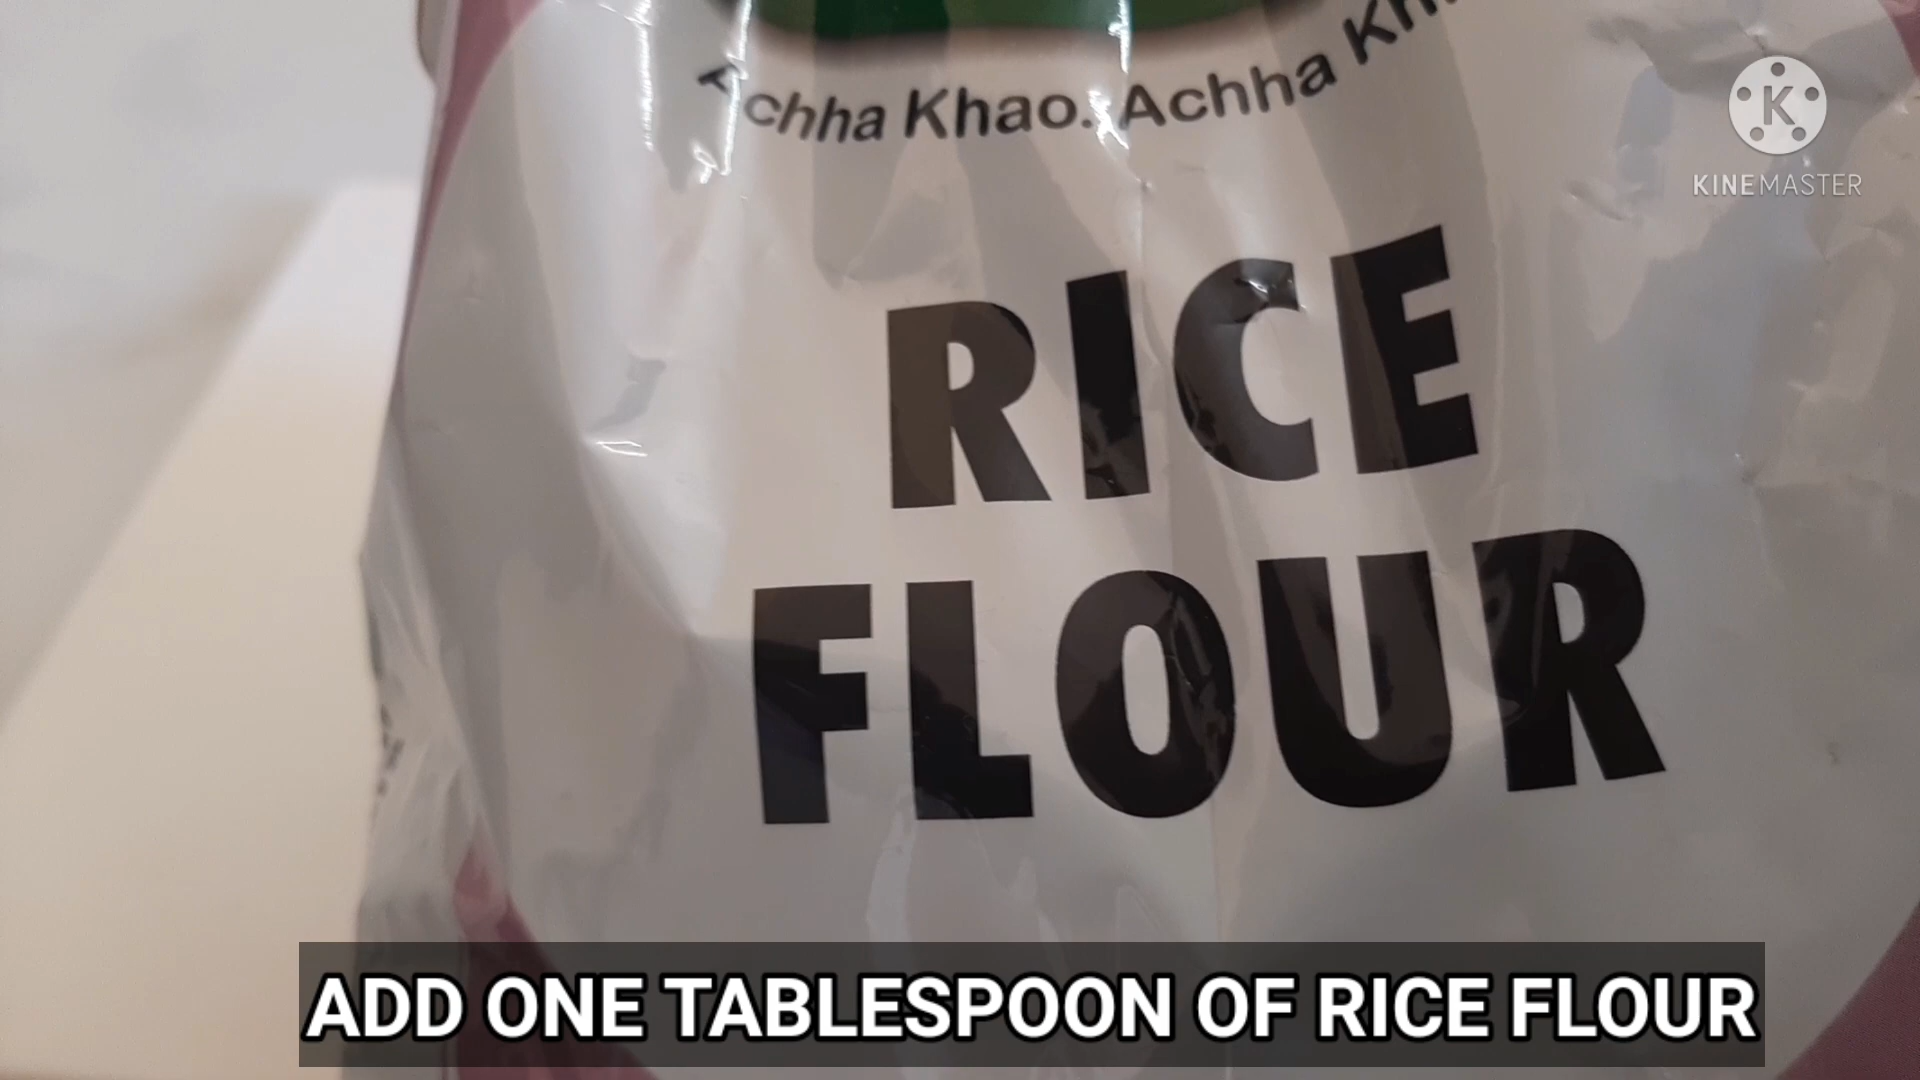 Achha Khao. Achha
K
KINEMASTER
RICE
FLOUR
ADD ONE TABLESPOON OF RICE FLOUR